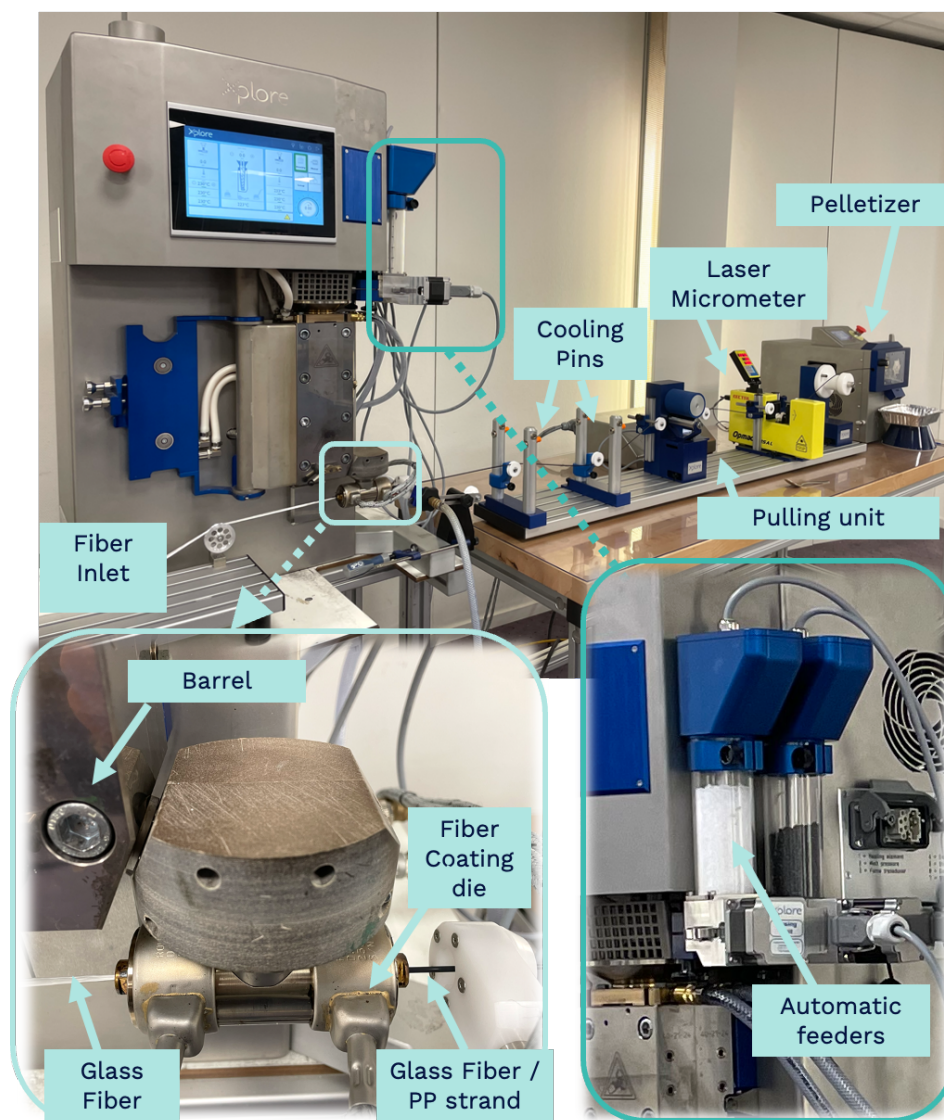 Xplore
Xplore
Pelletizer
Laser
Micrometer
Cooling
Pins
Pulling unit
Fiber
Inlet
Barrel
Fiber
Coating
die
Glass
Fiber
Glass Fiber /
PP strand
Automatic
feeders